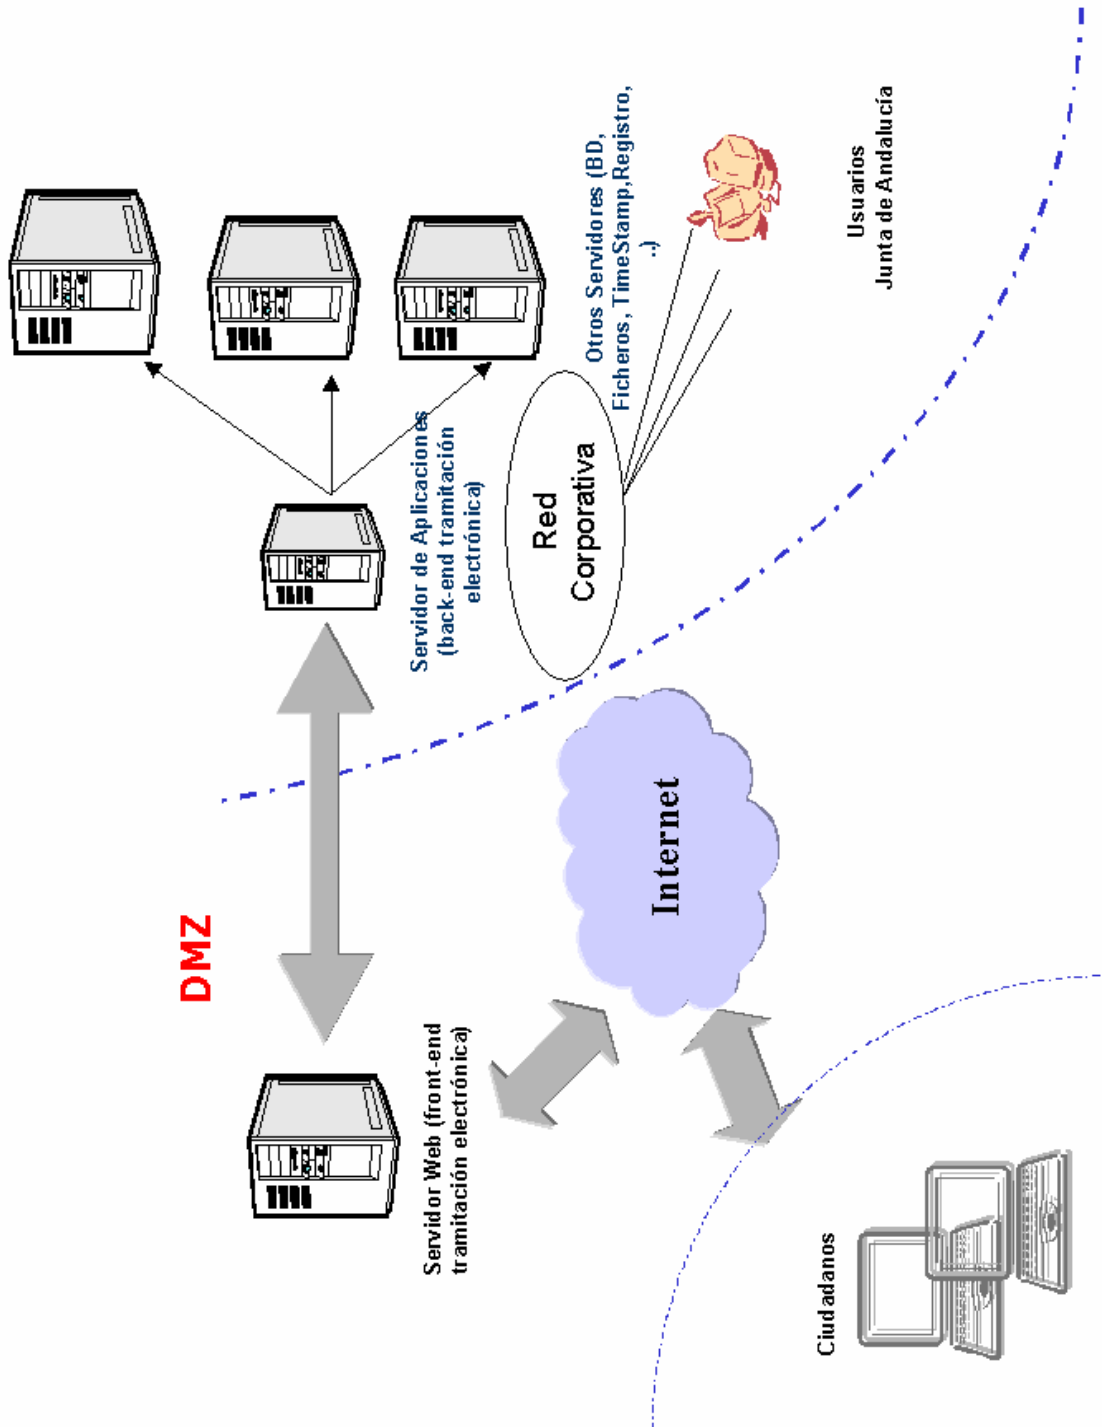 DMZ
Servidor Web (front-end
tramitación electrónica)
Servidor de Aplicaciones
(back-end tramitación
electrónica)
Otros Servidores (BD,
Ficheros, TimeStamp,Registro,
..)
Red
Corporativa
Internet
Ciudadanos
Usuarios
Junta de Andalucía